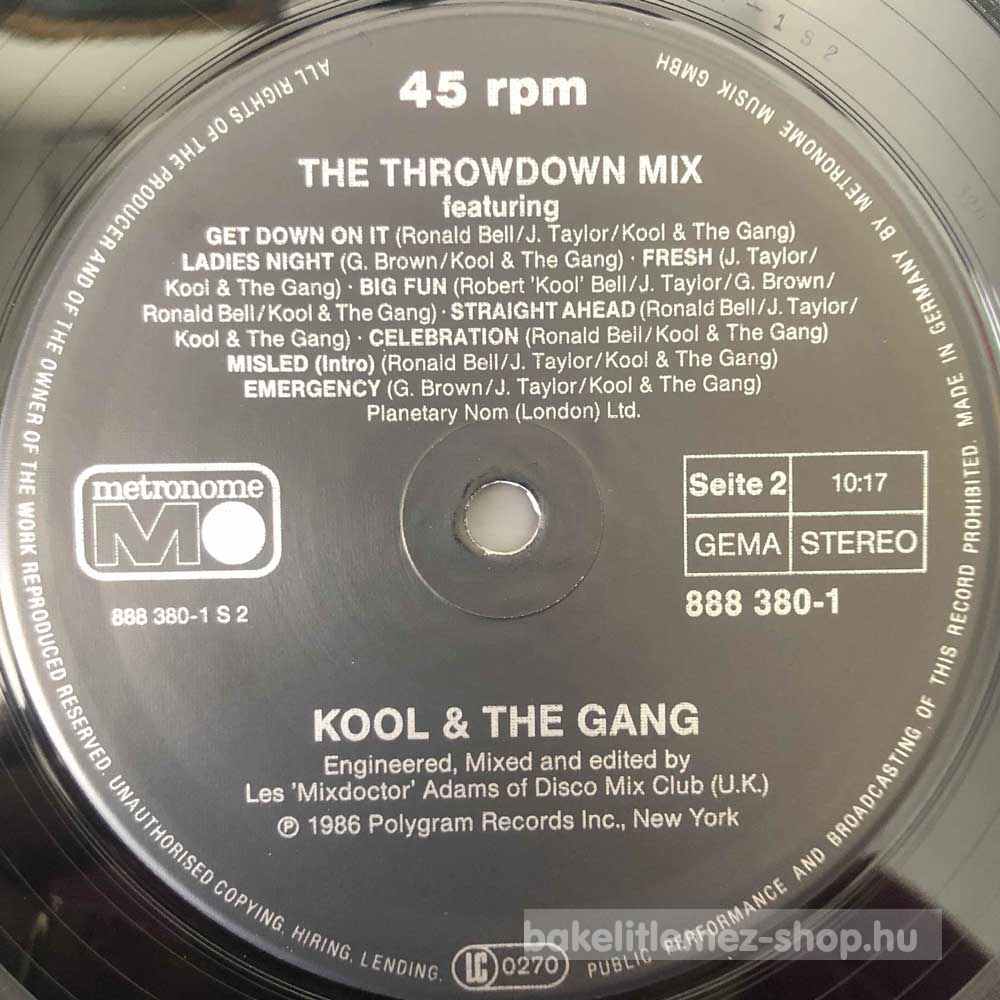 45 rpm
THE THROWDOWN MIX
featuring
GET DOWN ON IT (Ronald Bell/J. Taylor/Kool & The Gang)
LADIES NIGHT (G. Brown/Kool & The Gang) · FRESH (J. Taylor/
Kool & The Gang) · BIG FUN (Robert 'Kool' Bell/J. Taylor/G. Brown/
Ronald Bell/Kool & The Gang) · STRAIGHT AHEAD (Ronald Bell/J. Taylor/
Kool & The Gang) · CELEBRATION (Ronald Bell/Kool & The Gang)
MISLED (Intro) (Ronald Bell/J. Taylor/Kool & The Gang)
EMERGENCY (G. Brown/J. Taylor/Kool & The Gang)
Planetary Nom (London) Ltd.
metronome
M
888 380-1 S 2
Seite 2 10:17
GEMA STEREO
888 380-1
KOOL & THE GANG
Engineered, Mixed and edited by
Les 'Mixdoctor' Adams of Disco Mix Club (U.K.)
℗ 1986 Polygram Records Inc., New York
ALL RIGHTS OF THE PRODUCER AND OF THE OWNER OF THE WORK REPRODUCED RESERVED. UNAUTHORISED COPYING, HIRING, LENDING, PUBLIC PERFORMANCE AND BROADCASTING OF THIS RECORD PROHIBITED. MADE IN GERMANY BY METRONOME MUSIK GMBH
LC 0270
-1 S 2
bakelitlemez-shop.hu